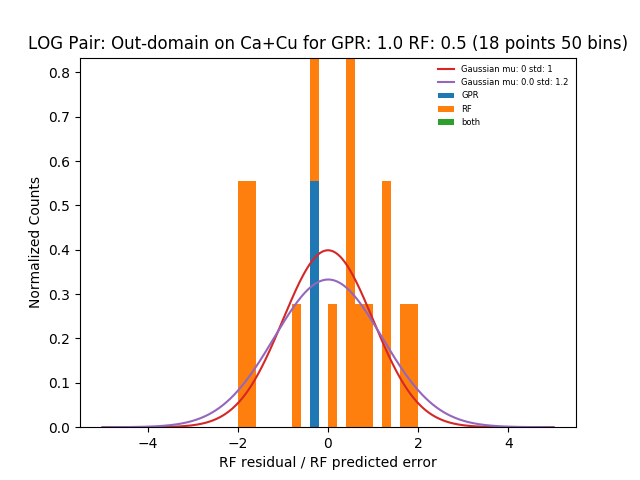 LOG Pair: Out-domain on Ca+Cu for GPR: 1.0 RF: 0.5 (18 points 50 bins)
Gaussian mu: 0 std: 1
Gaussian mu: 0.0 std: 1.2
GPR
RF
both
Normalized Counts
0.8
0.7
0.6
0.5
0.4
0.3
0.2
0.1
0.0
−4 −2 0 2 4
RF residual / RF predicted error